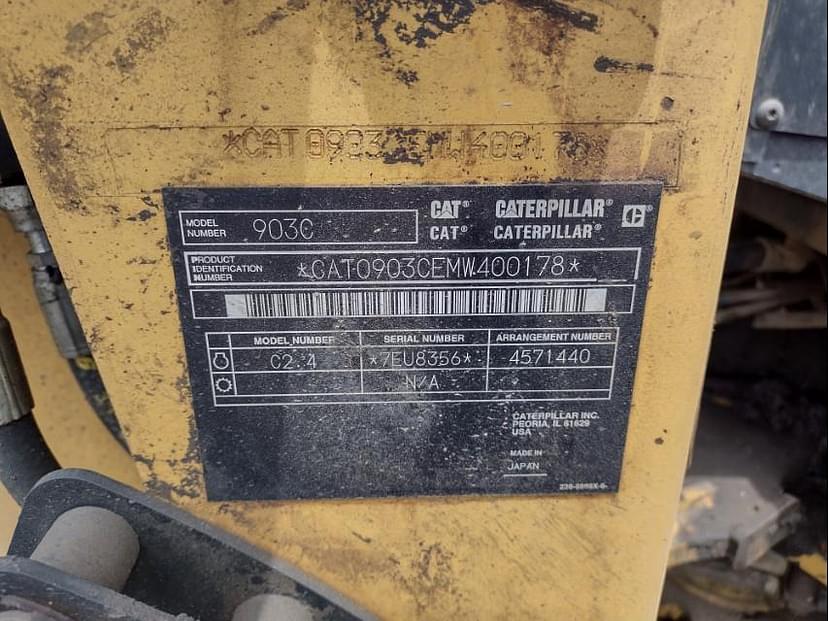 *CAT0903CEMW400178*
MODEL NUMBER 903C
CAT® CATERPILLAR®
CAT® CATERPILLAR®
PRODUCT IDENTIFICATION NUMBER *CAT0903CEMW400178*
MODEL NUMBER SERIAL NUMBER ARRANGEMENT NUMBER
C2.4 *7EU8356* 4571440
N/A
CATERPILLAR INC.
PEORIA, IL 61629
USA
MADE IN
JAPAN